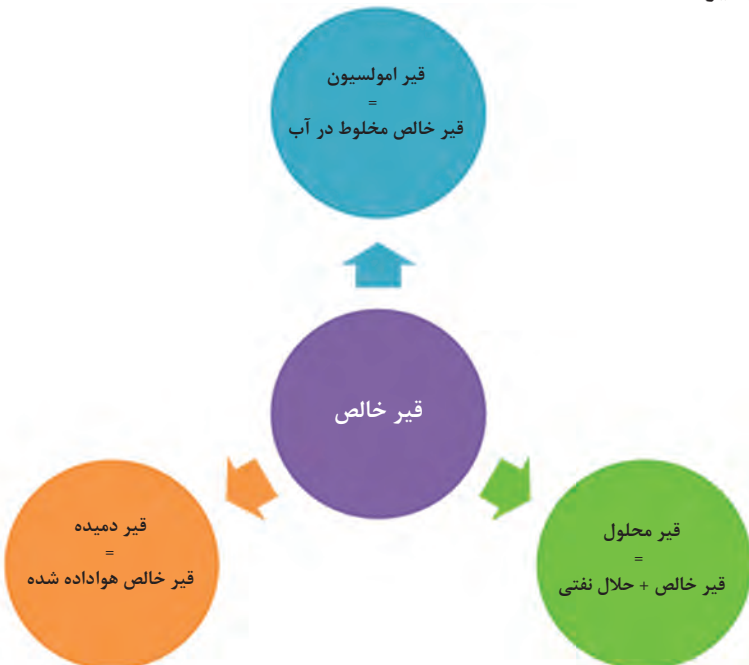 قیر امولسیون
=
قیر خالص مخلوط در آب
قیر خالص
قیر دمیده
=
قیر خالص هواداده شده
قیر محلول
=
قیر خالص + حلال نفتی